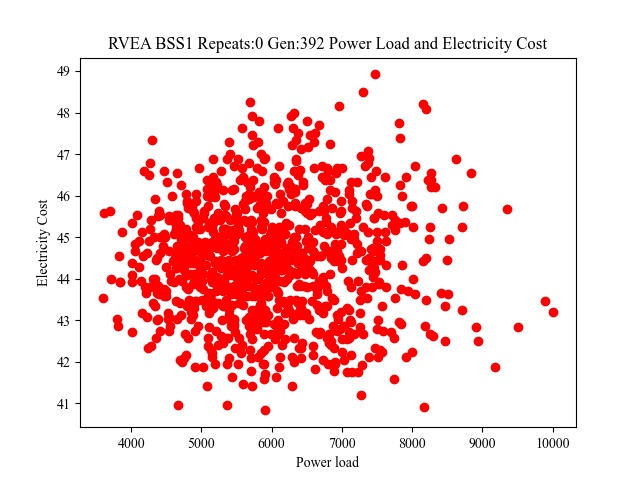 RVEA BSS1 Repeats:0 Gen:392 Power Load and Electricity Cost
49
48
47
46
45
44
43
42
41
Electricity Cost
4000 5000 6000 7000 8000 9000 10000
Power load